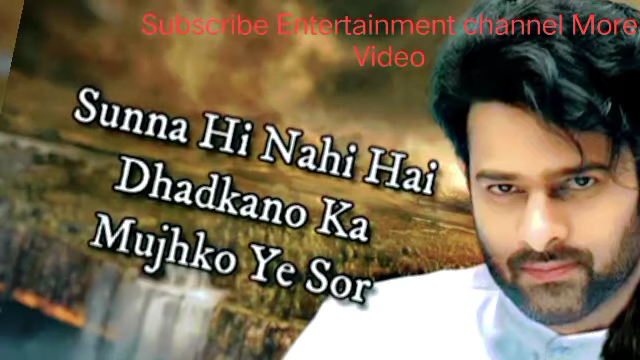 Subscribe Entertainment channel More
Video
Sunna Hi Nahi Hai
Dhadkano Ka
Mujhko Ye Sor